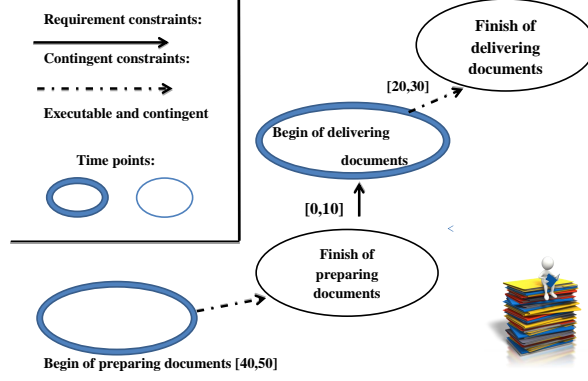 Requirement constraints:
Contingent constraints:
Executable and contingent
Time points:
Finish of
delivering
documents
[20,30]
Begin of delivering
documents
[0,10]
<
Finish of
preparing
documents
Begin of preparing documents [40,50]